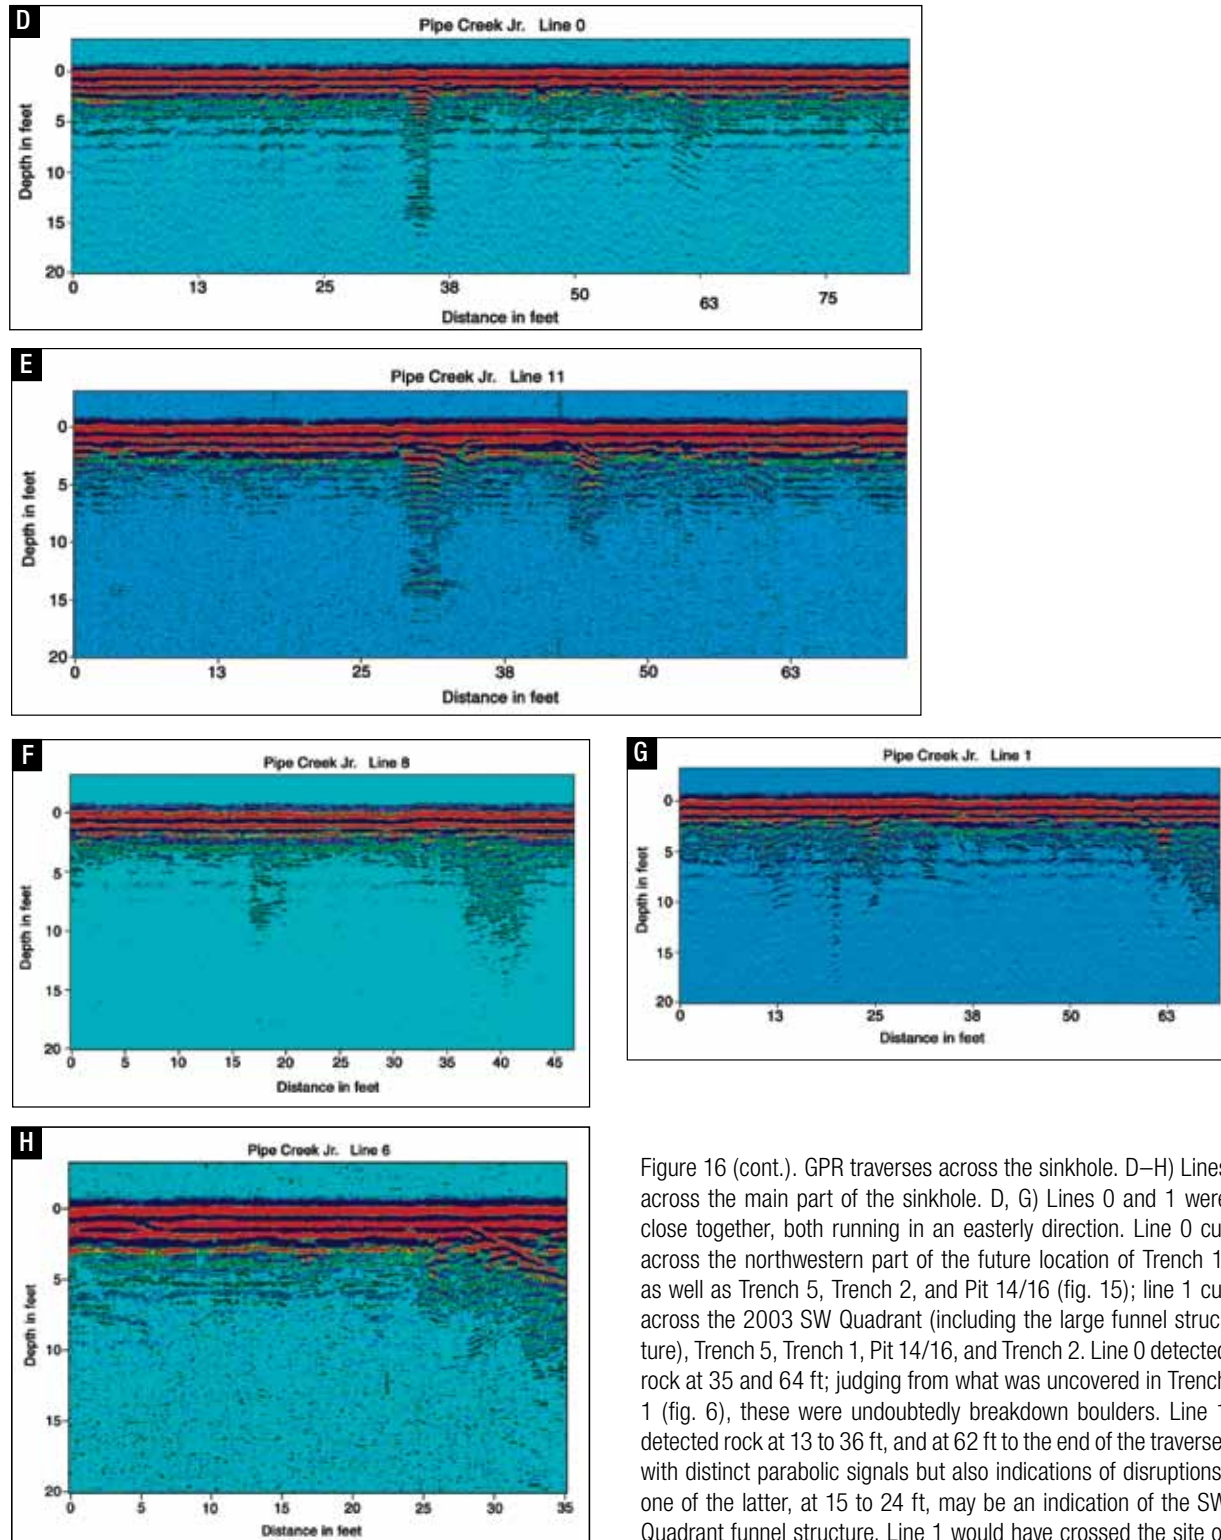 D
Pipe Creek Jr. Line 0
Depth in feet
0
5
10
15
20
0 13 25 38 50 63 75
Distance in feet
E
Pipe Creek Jr. Line 11
Depth in feet
0
5
10
15
20
0 13 25 38 50 63
Distance in feet
F
Pipe Creek Jr. Line 8
Depth in feet
0
5
10
15
20
0 5 10 15 20 25 30 35 40 45
Distance in feet
G
Pipe Creek Jr. Line 1
Depth in feet
0
5
10
15
20
0 13 25 38 50 63
Distance in feet
H
Pipe Creek Jr. Line 6
Depth in feet
0
5
10
15
20
0 5 10 15 20 25 30 35
Distance in feet
Figure 16 (cont.). GPR traverses across the sinkhole. D–H) Lines
across the main part of the sinkhole. D, G) Lines 0 and 1 were
close together, both running in an easterly direction. Line 0 cu
across the northwestern part of the future location of Trench 1
as well as Trench 5, Trench 2, and Pit 14/16 (fig. 15); line 1 cu
across the 2003 SW Quadrant (including the large funnel struc
ture), Trench 5, Trench 1, Pit 14/16, and Trench 2. Line 0 detected
rock at 35 and 64 ft; judging from what was uncovered in Trench
1 (fig. 6), these were undoubtedly breakdown boulders. Line 1
detected rock at 13 to 36 ft, and at 62 ft to the end of the traverse
with distinct parabolic signals but also indications of disruptions
one of the latter, at 15 to 24 ft, may be an indication of the SW
Quadrant funnel structure. Line 1 would have crossed the site o